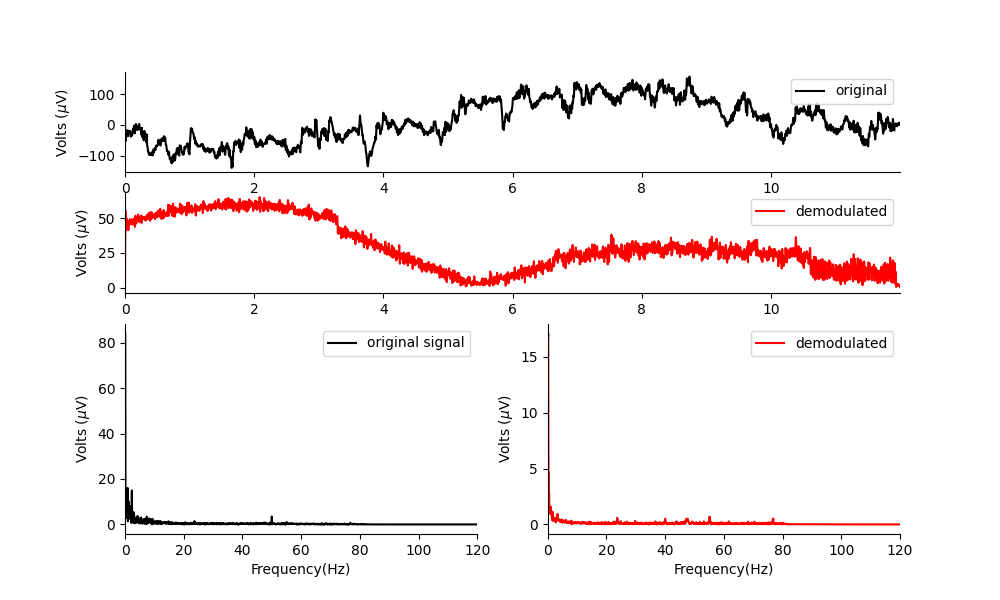 Volts (μV)
100
0
−100
original
0 2 4 6 8 10
Volts (μV)
50
25
0
demodulated
0 2 4 6 8 10
Volts (μV)
80
60
40
20
0
original signal
0 20 40 60 80 100 120
Frequency(Hz)
Volts (μV)
15
10
5
0
demodulated
0 20 40 60 80 100 120
Frequency(Hz)